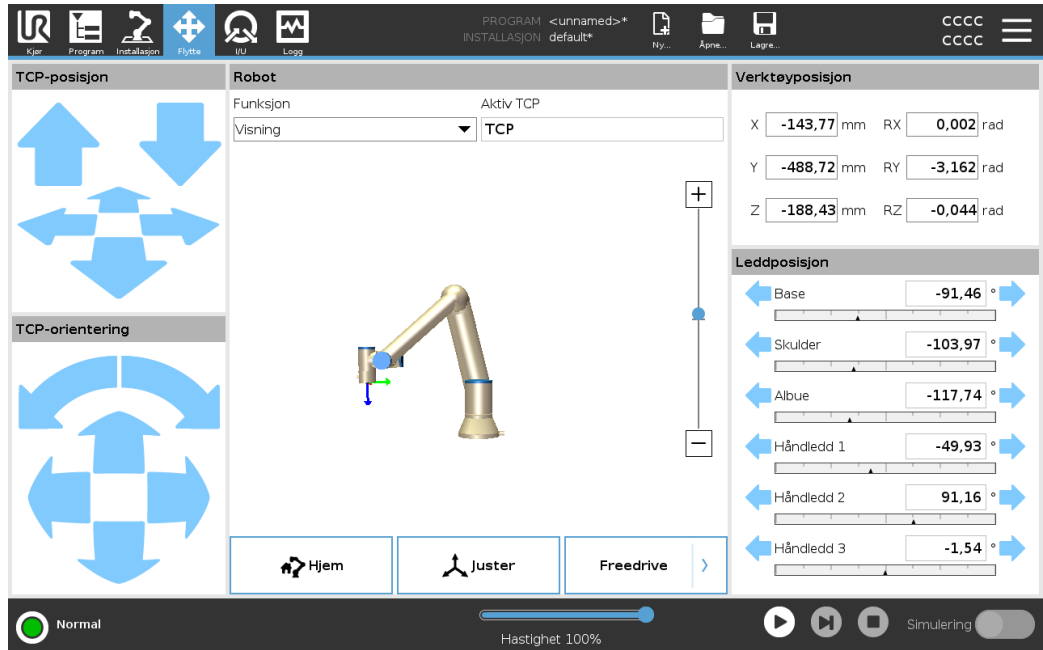 UR
Kjør
Program
Installasjon
Flytte
I/U
Logg
PROGRAM <unnamed>*
INSTALLASJON default*
Ny...
Åpne...
Lagre...
CCCC
CCCC
TCP-posisjon
TCP-orientering
Robot
Funksjon
Aktiv TCP
Visning
TCP
Hjem
Juster
Freedrive
Verktøyposisjon
X -143,77 mm RX 0,002 rad
Y -488,72 mm RY -3,162 rad
Z -188,43 mm RZ -0,044 rad
Leddposisjon
Base -91,46 °
Skulder -103,97 °
Albue -117,74 °
Håndledd 1 -49,93 °
Håndledd 2 91,16 °
Håndledd 3 -1,54 °
Normal
Hastighet 100%
Simulering